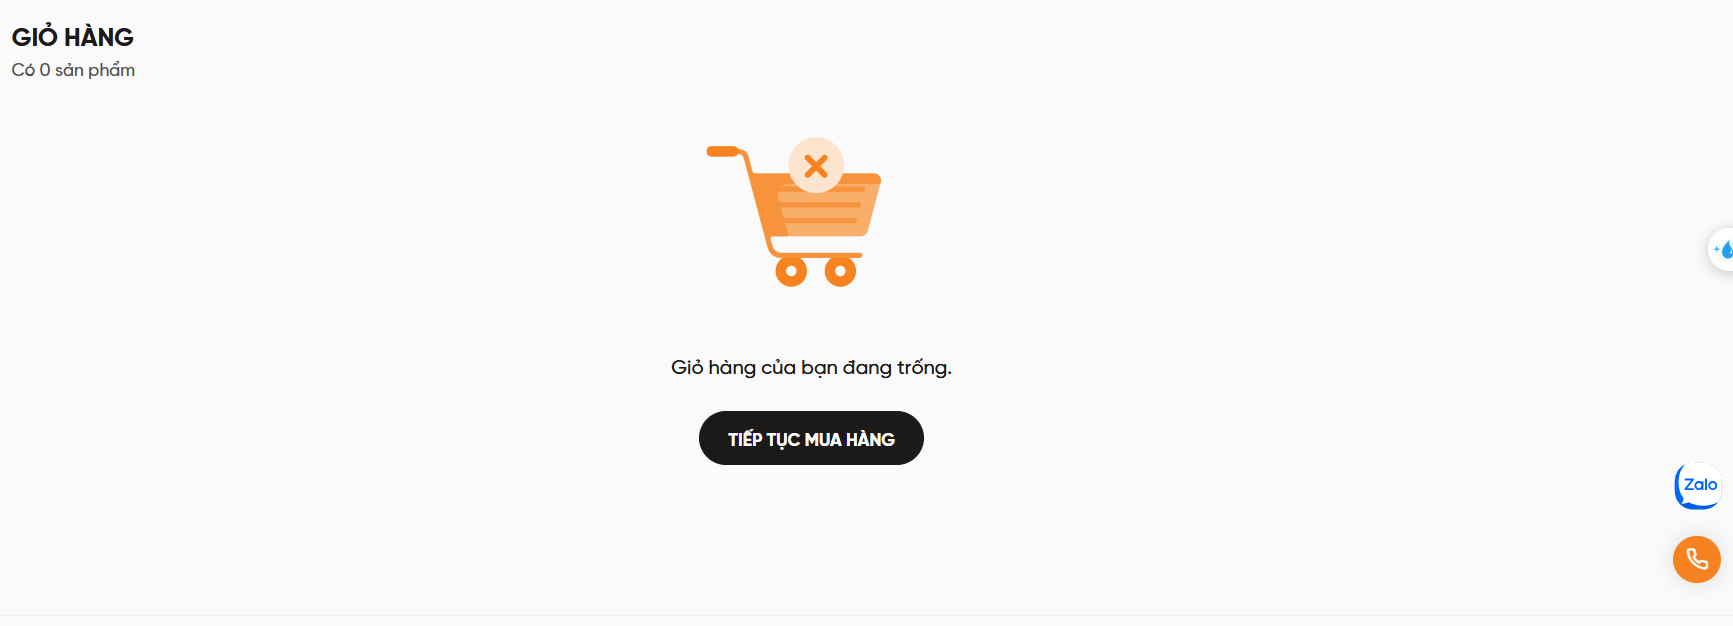 GIỎ HÀNG
Có 0 sản phẩm
Giỏ hàng của bạn đang trống.
TIẾP TỤC MUA HÀNG
Zalo